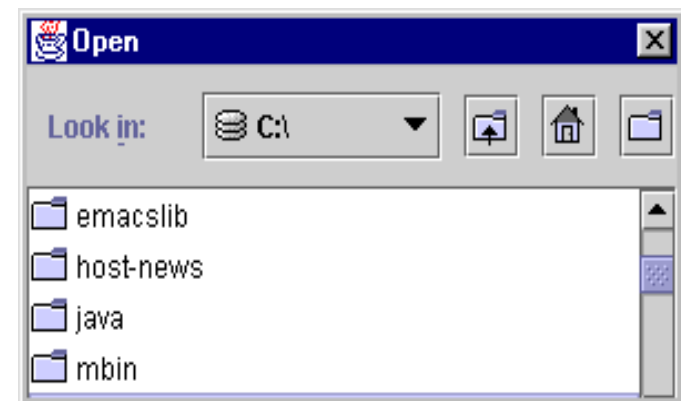 Open
Look in: C:\
emacslib
host-news
java
mbin